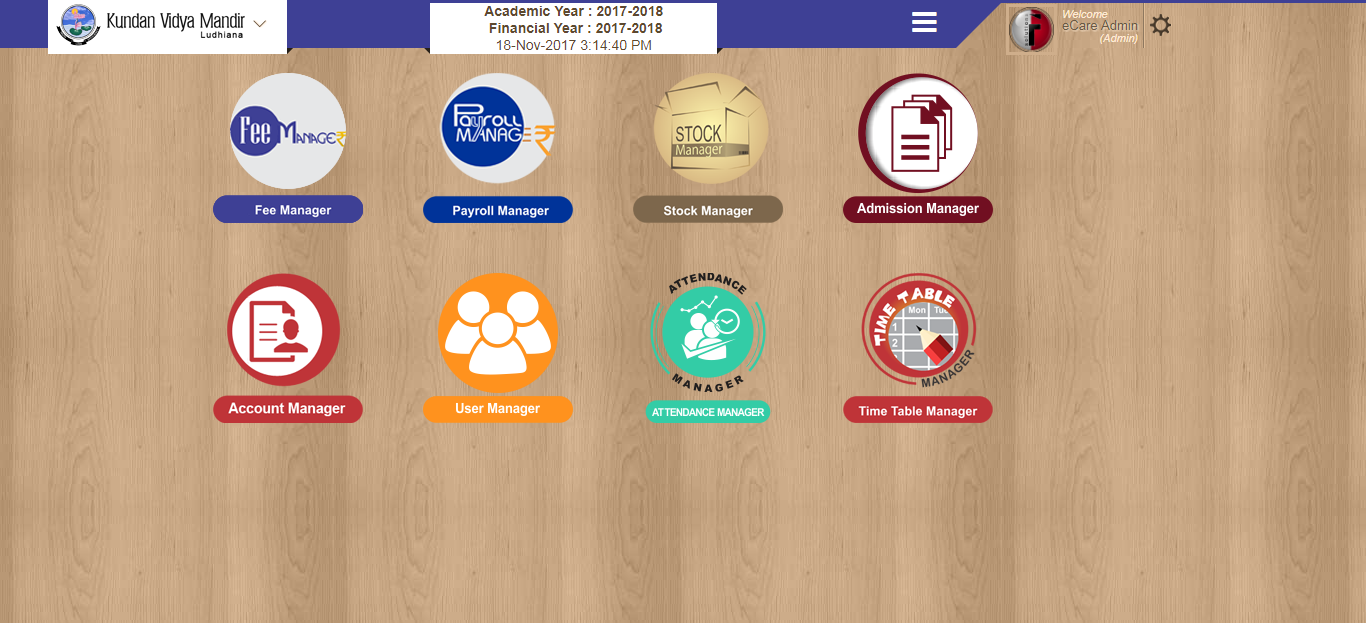 Kundan Vidya Mandir
Ludhiana
Academic Year : 2017-2018
Financial Year : 2017-2018
18-Nov-2017 3:14:40 PM
Welcome
eCare Admin
(Admin)
Fee MANAGER
PAYROLL
MANAGER
STOCK
Manager
Fee Manager
Payroll Manager
Stock Manager
Admission Manager
ATTENDANCE
MANAGER
TIME TABLE
Mon Tue
1
2
MANAGER
Account Manager
User Manager
ATTENDANCE MANAGER
Time Table Manager